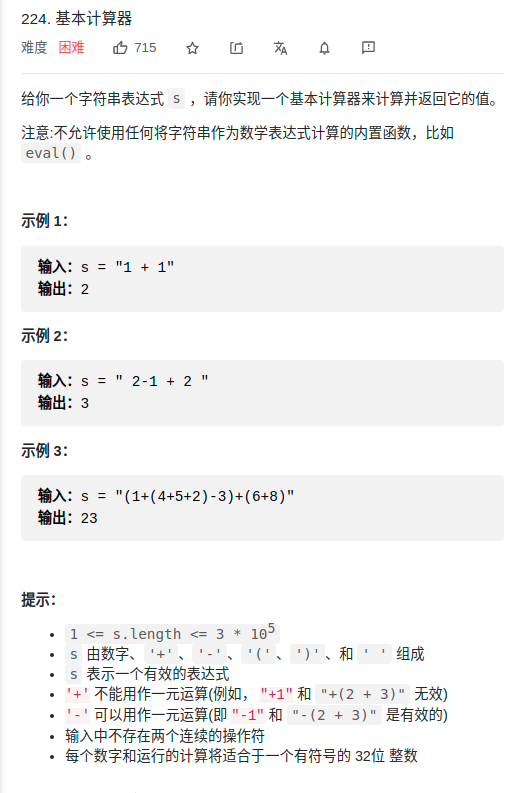 224. 基本计算器
难度 困难 715
给你一个字符串表达式 s ，请你实现一个基本计算器来计算并返回它的值。
注意:不允许使用任何将字符串作为数学表达式计算的内置函数，比如
eval() 。
示例 1：
输入：s = "1 + 1"
输出：2
示例 2：
输入：s = " 2-1 + 2 "
输出：3
示例 3：
输入：s = "(1+(4+5+2)-3)+(6+8)"
输出：23
提示：
1 <= s.length <= 3 * 10⁵
s 由数字、'+'、'-'、'('、')'、和 ' ' 组成
s 表示一个有效的表达式
'+' 不能用作一元运算(例如， "+1" 和 "+(2 + 3)" 无效)
'-' 可以用作一元运算(即 "-1" 和 "-(2 + 3)" 是有效的)
输入中不存在两个连续的操作符
每个数字和运行的计算将适合于一个有符号的 32位 整数